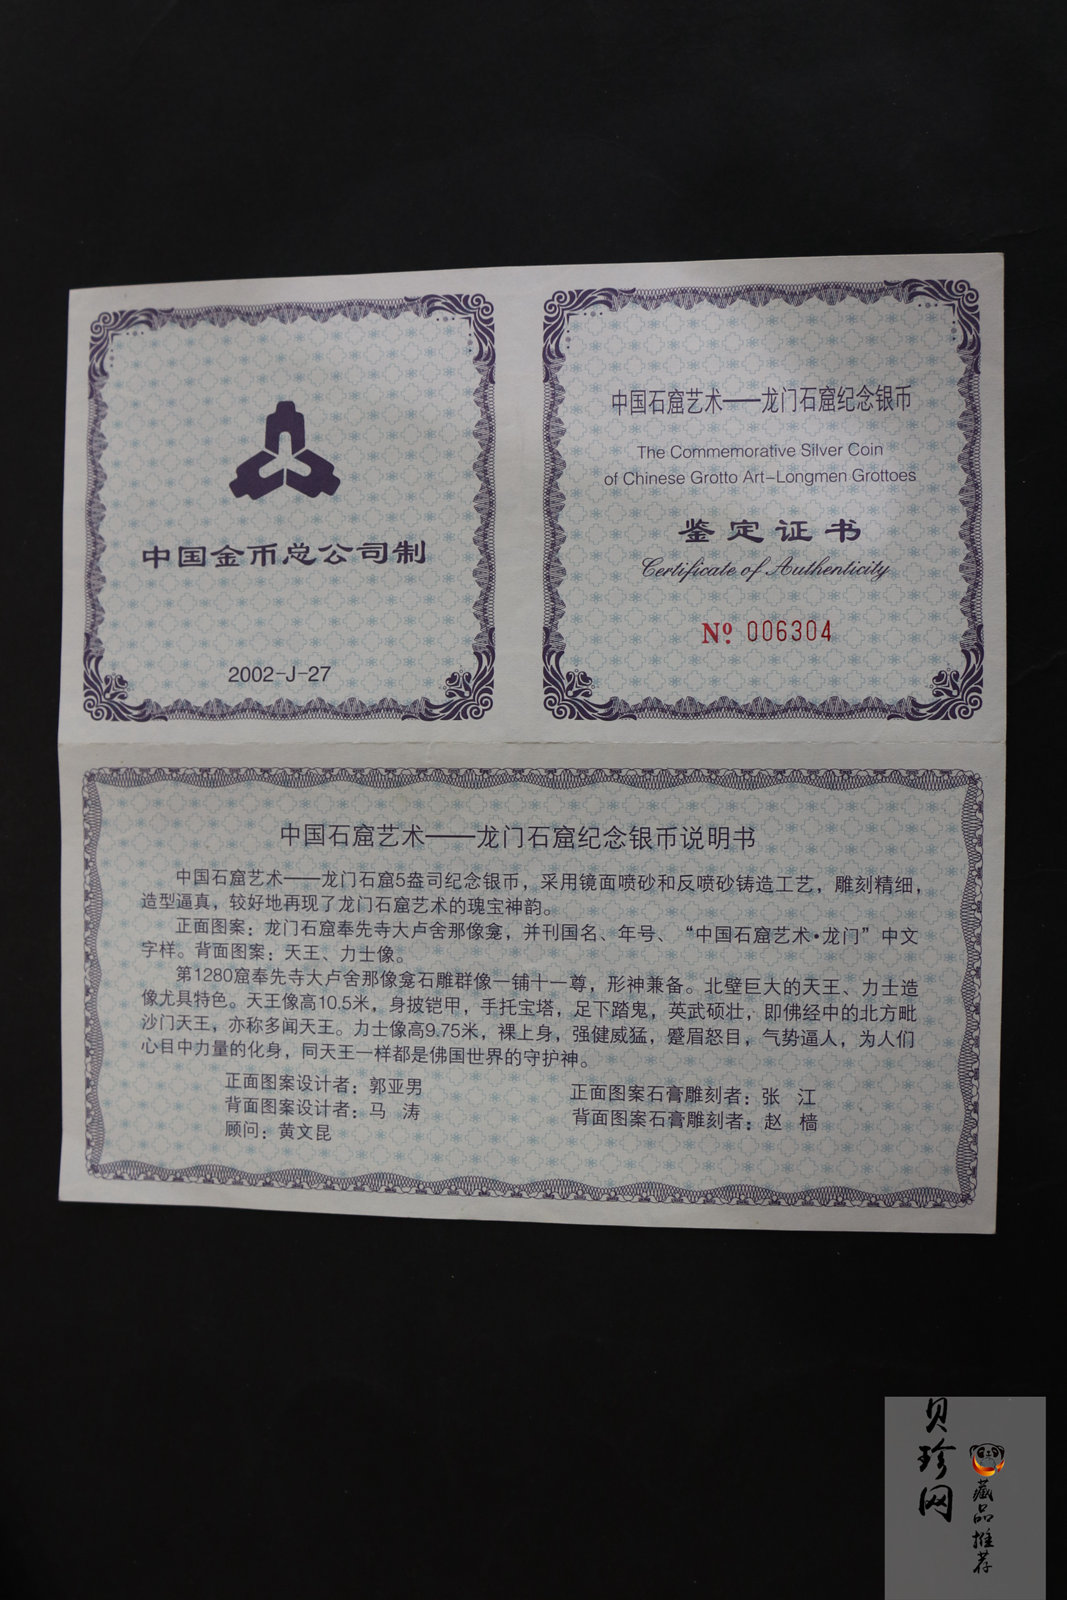 中国金币总公司制
2002-J-27
中国石窟艺术——龙门石窟纪念银币
The Commemorative Silver Coin
of Chinese Grotto Art-Longmen Grottoes
鉴定证书
Certificate of Authenticity
Nº 006304
中国石窟艺术——龙门石窟纪念银币说明书
中国石窟艺术——龙门石窟5盎司纪念银币，采用镜面喷砂和反喷砂铸造工艺，雕刻精细，
造型逼真，较好地再现了龙门石窟艺术的瑰宝神韵。
正面图案：龙门石窟奉先寺大卢舍那像龛，并刊国名、年号、“中国石窟艺术·龙门”中文
字样。背面图案：天王、力士像。
第1280窟奉先寺大卢舍那像龛石雕群像一铺十一尊，形神兼备。北壁巨大的天王、力士造
像尤具特色。天王像高10.5米，身披铠甲，手托宝塔，足下踏鬼，英武硕壮，即佛经中的北方毗
沙门天王，亦称多闻天王。力士像高9.75米，裸上身，强健威猛，蹙眉怒目，气势逼人，为人们
心目中力量的化身，同天王一样都是佛国世界的守护神。
正面图案设计者：郭亚男
背面图案设计者：马 涛
顾问：黄文昆
正面图案石膏雕刻者：张 江
背面图案石膏雕刻者：赵 樯
贝珍网
藏品推荐